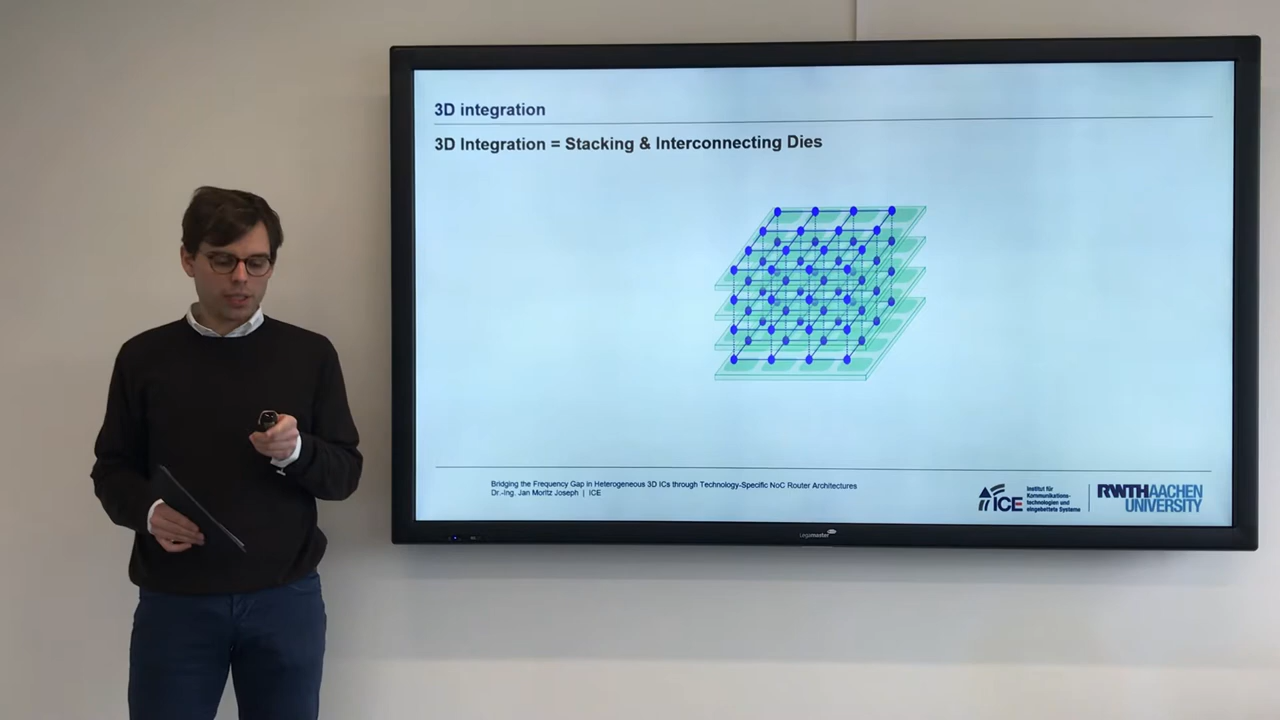 3D integration
3D Integration = Stacking & Interconnecting Dies
Bridging the Frequency Gap in Heterogeneous 3D ICs through Technology-Specific NoC Router Architectures
Dr.-Ing. Jan Moritz Joseph | ICE
ICE
Institut für
Kommunikations-
technologien und
eingebettete Systeme
RWTHAACHEN
UNIVERSITY
Legamaster